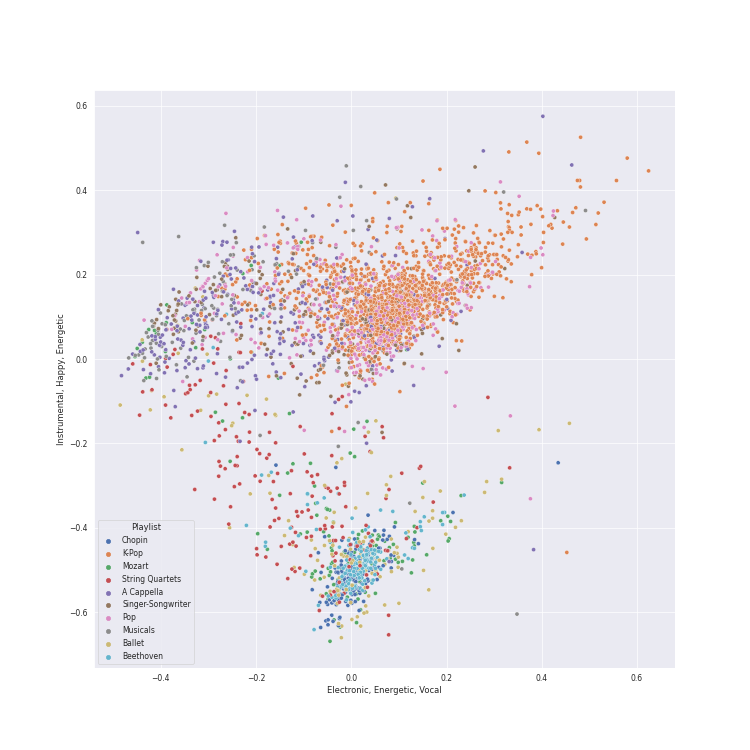 0.6
0.4
0.2
0.0
−0.2
−0.4
−0.6
Instrumental, Happy, Energetic
Playlist
Chopin
K-Pop
Mozart
String Quartets
A Cappella
Singer-Songwriter
Pop
Musicals
Ballet
Beethoven
−0.4 −0.2 0.0 0.2 0.4 0.6
Electronic, Energetic, Vocal